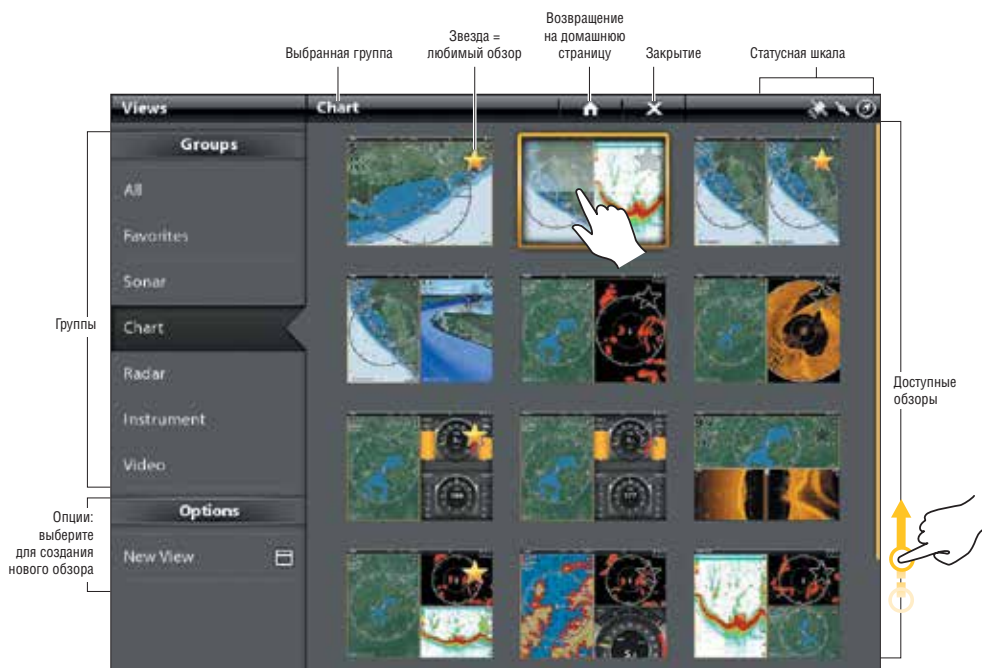 Возвращение
на домашнюю
страницу
Звезда =
любимый обзор
Выбранная группа
Закрытие
Статусная шкала
Views
Chart
Groups
All
Favorites
Sonar
Chart
Radar
Instrument
Video
Options
New View
Группы
Опции:
выберите
для создания
нового обзора
Доступные
обзоры